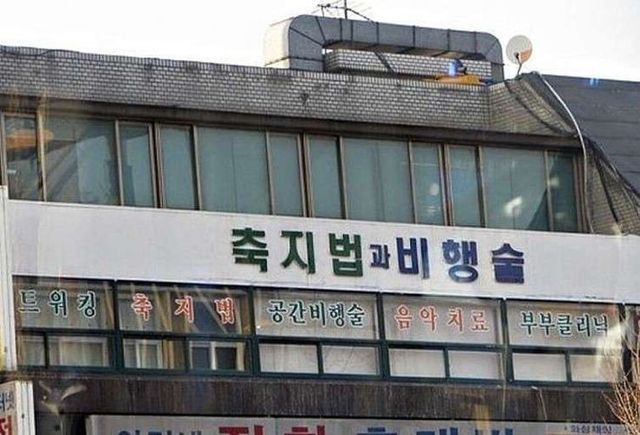 축지법과비행술
트워킹 축지법 공간비행술 음악치료 부부클리닉